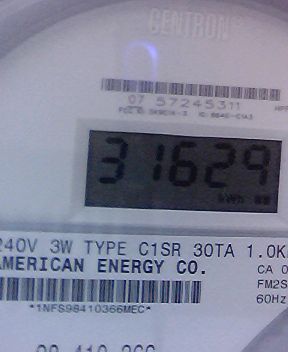 CENTRON®
07 57245311
31629
kWh
240V 3W TYPE C1SR 30TA 1.0K
AMERICAN ENERGY CO.
CA 0
FM2S
60Hz
*1NFS98410366MEC*